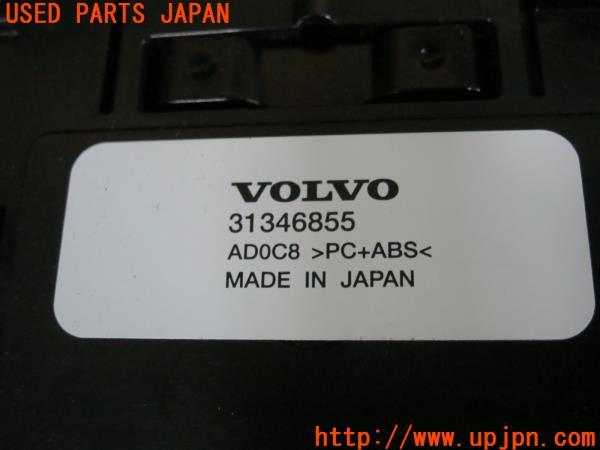 USED PARTS JAPAN
VOLVO
31346855
AD0C8 >PC+ABS<
MADE IN JAPAN
http://www.upjpn.com